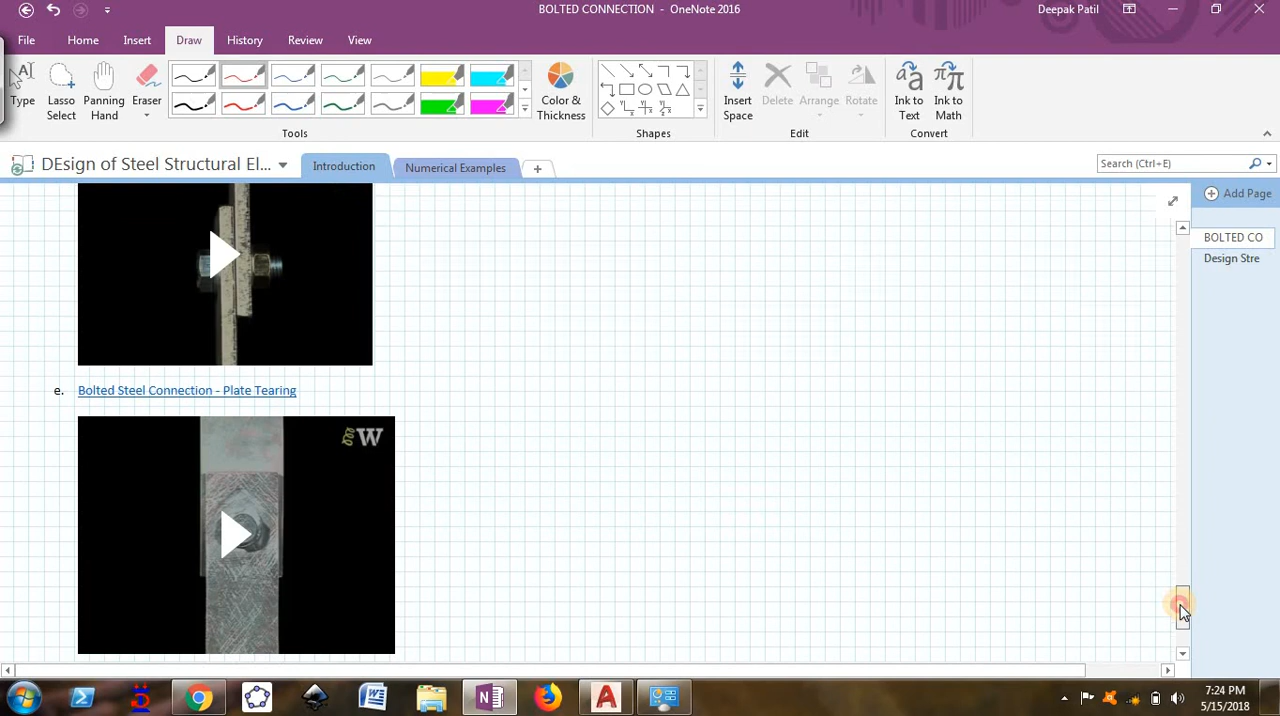 BOLTED CONNECTION - OneNote 2016
Deepak Patil
File
Home
Insert
Draw
History
Review
View
Type
Lasso
Select
Panning
Hand
Eraser
Color &
Thickness
Insert
Space
Delete
Arrange
Rotate
Ink to
Text
Ink to
Math
Tools
Shapes
Edit
Convert
DEsign of Steel Structural El...
Introduction
Numerical Examples
Search (Ctrl+E)
Add Page
BOLTED CO
Design Stre
e. Bolted Steel Connection - Plate Tearing
W
7:24 PM
5/15/2018